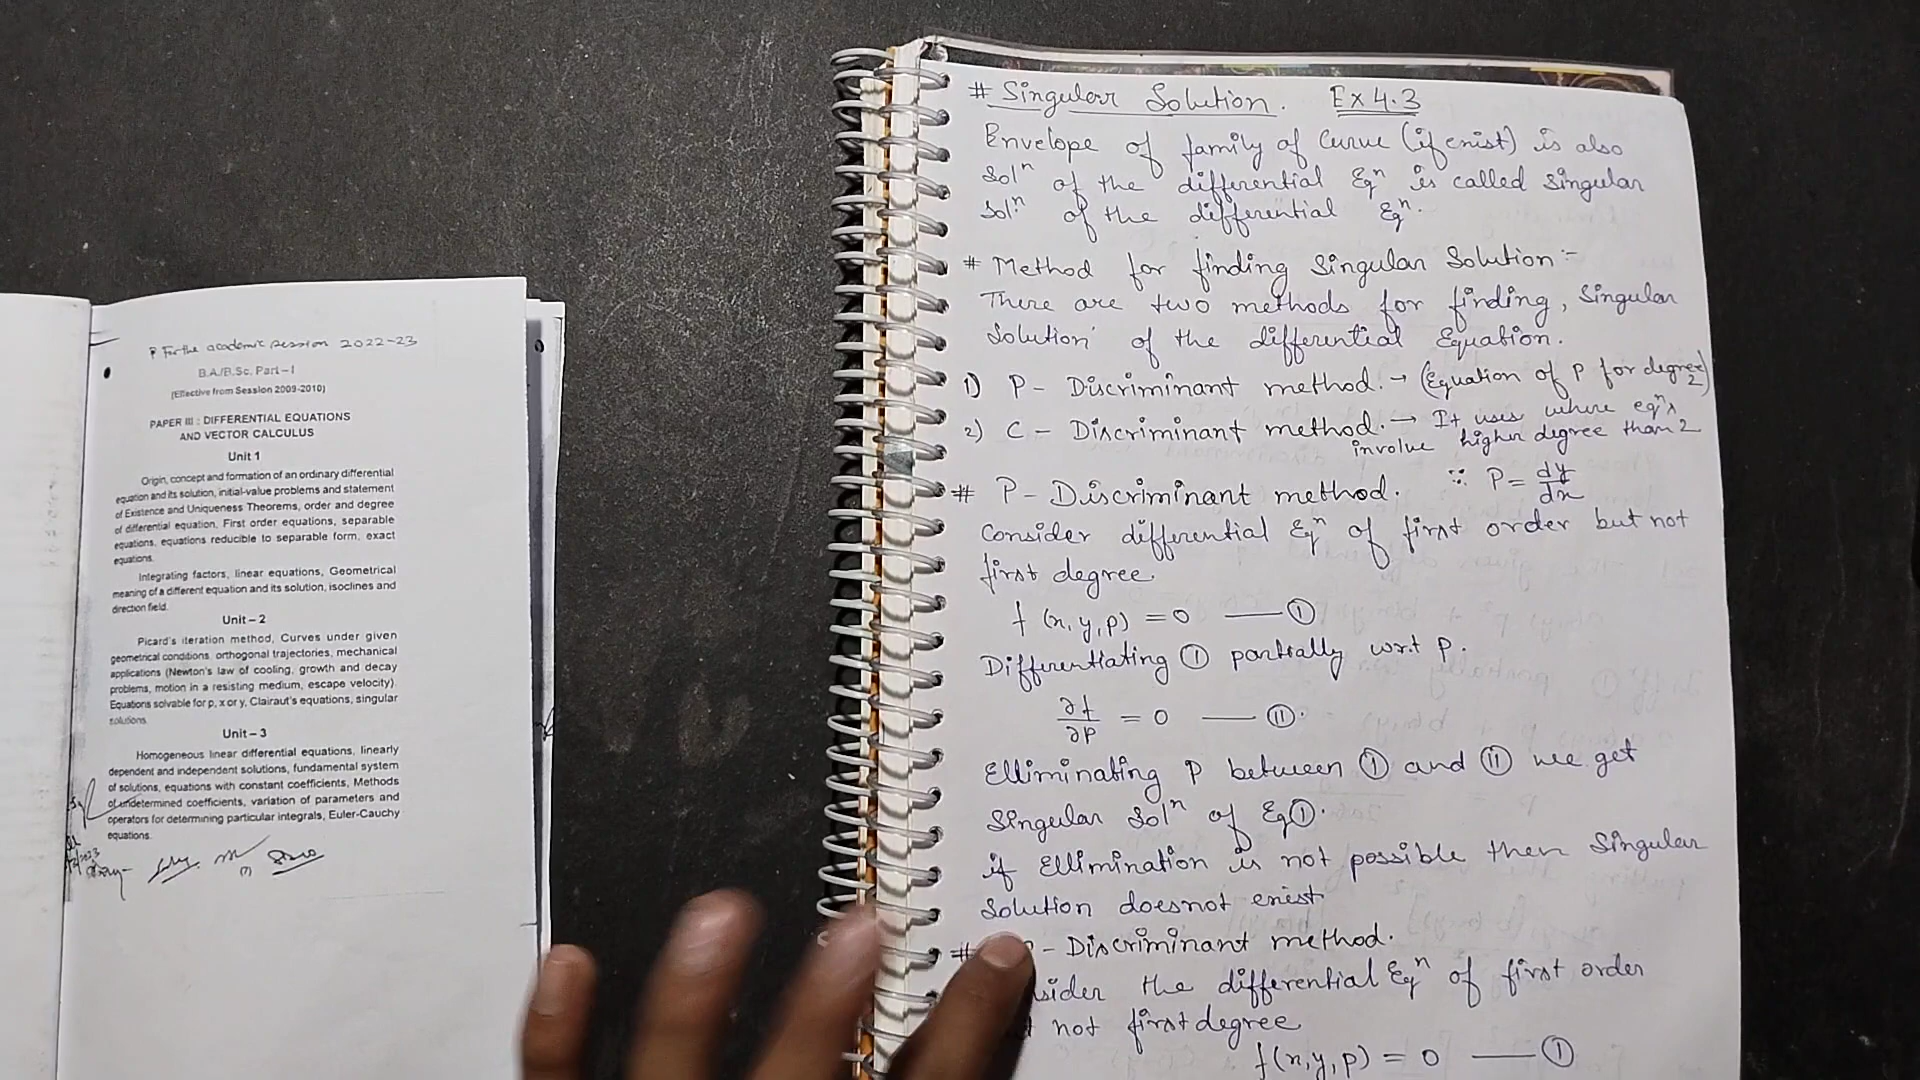 For the academic session 2022-23
B.A./B.Sc. Part-I
(Effective from Session 2009-2010)
PAPER III : DIFFERENTIAL EQUATIONS
AND VECTOR CALCULUS
Unit 1
Origin, concept and formation of an ordinary differential
equation and its solution, initial-value problems and statement
of Existence and Uniqueness Theorems, order and degree
of differential equation, First order equations, separable
equations, equations reducible to separable form, exact
equations.
Integrating factors, linear equations, Geometrical
meaning of a different equation and its solution, isoclines and
direction field.
Unit – 2
Picard's iteration method, Curves under given
geometrical conditions, orthogonal trajectories, mechanical
applications (Newton's law of cooling, growth and decay
problems, motion in a resisting medium, escape velocity).
Equations solvable for p, x or y, Clairaut's equations, singular
solutions.
Unit – 3
Homogeneous linear differential equations, linearly
dependent and independent solutions, fundamental system
of solutions, equations with constant coefficients, Methods
of undetermined coefficients, variation of parameters and
operators for determining particular integrals, Euler-Cauchy
equations.
# Singular Solution. Ex 4.3
Envelope of family of Curve (if exist) is also
Solⁿ of the differential Eqⁿ is called singular
Solⁿ of the differential Eqⁿ.
# Method for finding Singular Solution :-
There are two methods for finding, Singular
Solution of the differential Equation.
1) P - Discriminant method. → (Equation of P for degree 2)
2) C - Discriminant method. → It uses where eqⁿs
involve higher degree than 2
# P - Discriminant method. ∵ P = dy/dx
Consider differential Eqⁿ of first order but not
first degree.
f (x, y, p) = 0 —— ①
Differentiating ① partially w.r.t p.
∂f/∂p = 0 —— ②.
Elliminating P between ① and ② we get
Singular Solⁿ of Eq ①.
if Ellimination is not possible then Singular
Solution doesnot exist
# - Discriminant method.
sider the differential Eqⁿ of first order
not first degree
f(x, y, p) = 0 —— ①